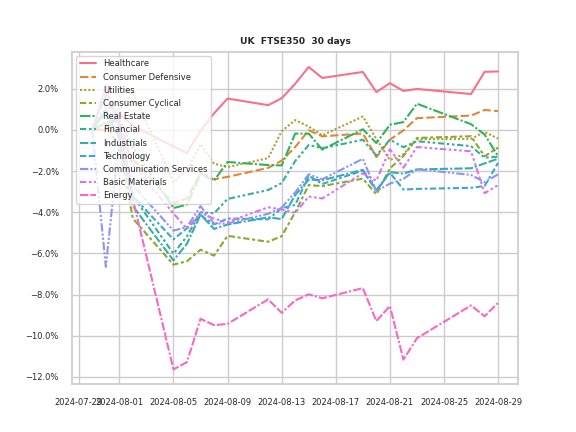 UK FTSE350 30 days
Healthcare
Consumer Defensive
Utilities
Consumer Cyclical
Real Estate
Financial
Industrials
Technology
Communication Services
Basic Materials
Energy
2.0%
0.0%
−2.0%
−4.0%
−6.0%
−8.0%
−10.0%
−12.0%
2024-08-01 2024-08-05 2024-08-09 2024-08-13 2024-08-17 2024-08-21 2024-08-25 2024-08-29